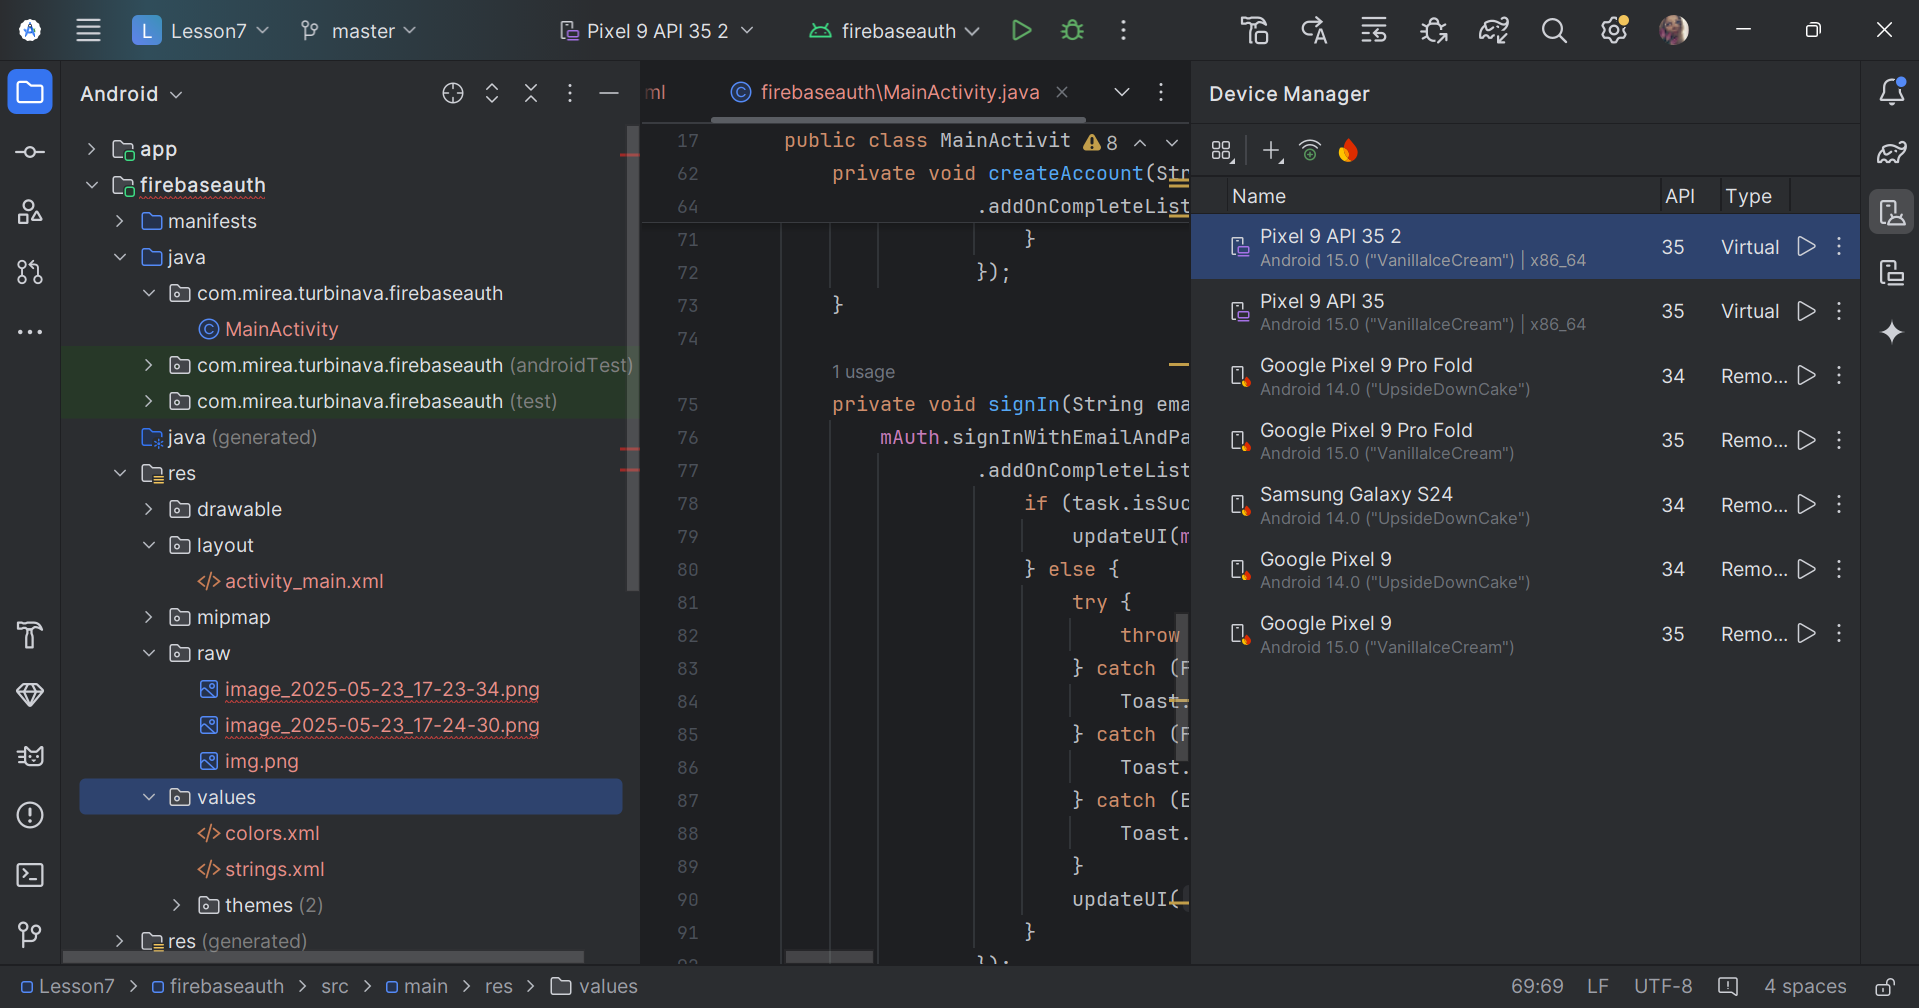 L Lesson7 master Pixel 9 API 35 2 firebaseauth
Android
app
firebaseauth
manifests
java
com.mirea.turbinava.firebaseauth
MainActivity
com.mirea.turbinava.firebaseauth (androidTest)
com.mirea.turbinava.firebaseauth (test)
java (generated)
res
drawable
layout
</> activity_main.xml
mipmap
raw
image_2025-05-23_17-23-34.png
image_2025-05-23_17-24-30.png
img.png
values
</> colors.xml
</> strings.xml
themes (2)
res (generated)
ml firebaseauth\MainActivity.java
17 public class MainActivit 8
62 private void createAccount(Str
64 .addOnCompleteList
71 }
72 });
73 }
74
1 usage
75 private void signIn(String ema
76 mAuth.signInWithEmailAndPa
77 .addOnCompleteList
78 if (task.isSuc
79 updateUI(m
80 } else {
81 try {
82 throw
83 } catch (F
84 Toast.
85 } catch (F
86 Toast.
87 } catch (E
88 Toast.
89 }
90 updateUI(
91 }
92 });
Device Manager
Name API Type
Pixel 9 API 35 2
Android 15.0 ("VanillaIceCream") | x86_64
35 Virtual
Pixel 9 API 35
Android 15.0 ("VanillaIceCream") | x86_64
35 Virtual
Google Pixel 9 Pro Fold
Android 14.0 ("UpsideDownCake")
34 Remo...
Google Pixel 9 Pro Fold
Android 15.0 ("VanillaIceCream")
35 Remo...
Samsung Galaxy S24
Android 14.0 ("UpsideDownCake")
34 Remo...
Google Pixel 9
Android 14.0 ("UpsideDownCake")
34 Remo...
Google Pixel 9
Android 15.0 ("VanillaIceCream")
35 Remo...
Lesson7 > firebaseauth > src > main > res > values
69:69 LF UTF-8 4 spaces